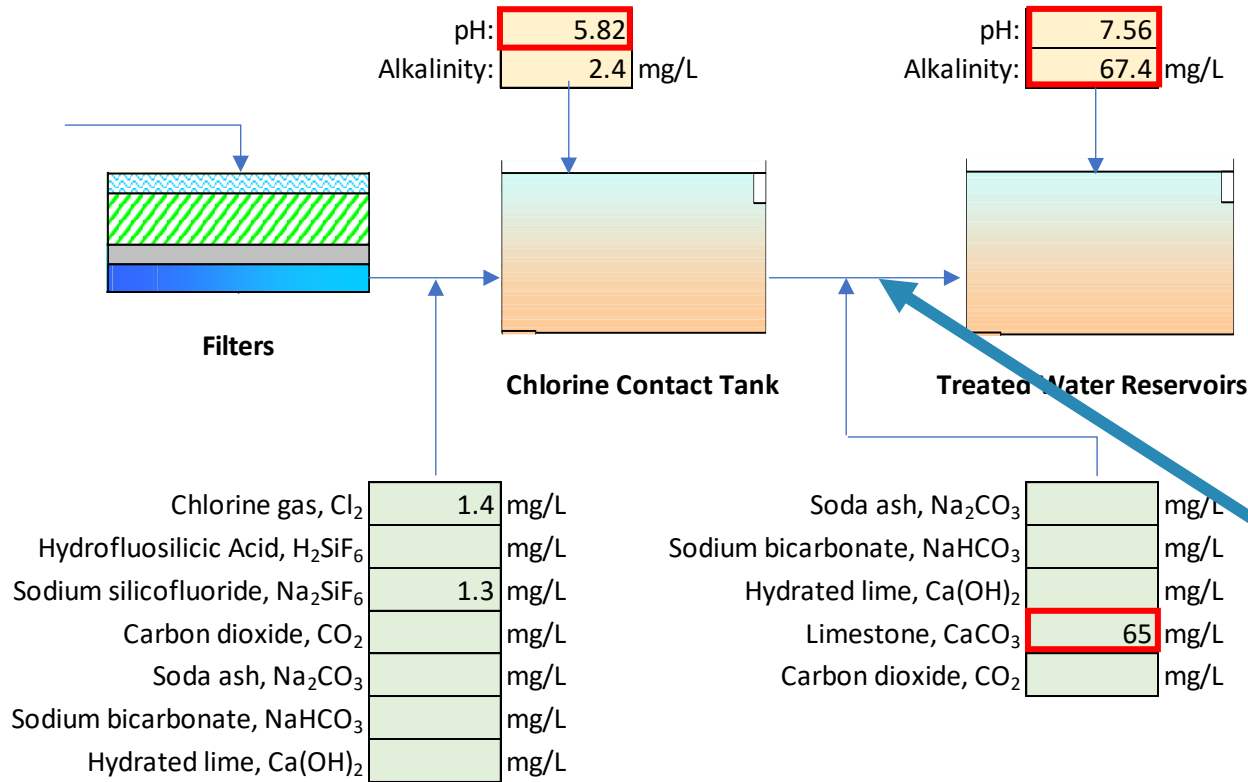 pH: 5.82
Alkalinity: 2.4 mg/L
pH: 7.56
Alkalinity: 67.4 mg/L
Filters
Chlorine Contact Tank
Treated Water Reservoirs
Chlorine gas, Cl₂ 1.4 mg/L
Hydrofluosilicic Acid, H₂SiF₆ mg/L
Sodium silicofluoride, Na₂SiF₆ 1.3 mg/L
Carbon dioxide, CO₂ mg/L
Soda ash, Na₂CO₃ mg/L
Sodium bicarbonate, NaHCO₃ mg/L
Hydrated lime, Ca(OH)₂ mg/L
Soda ash, Na₂CO₃ mg/L
Sodium bicarbonate, NaHCO₃ mg/L
Hydrated lime, Ca(OH)₂ mg/L
Limestone, CaCO₃ 65 mg/L
Carbon dioxide, CO₂ mg/L